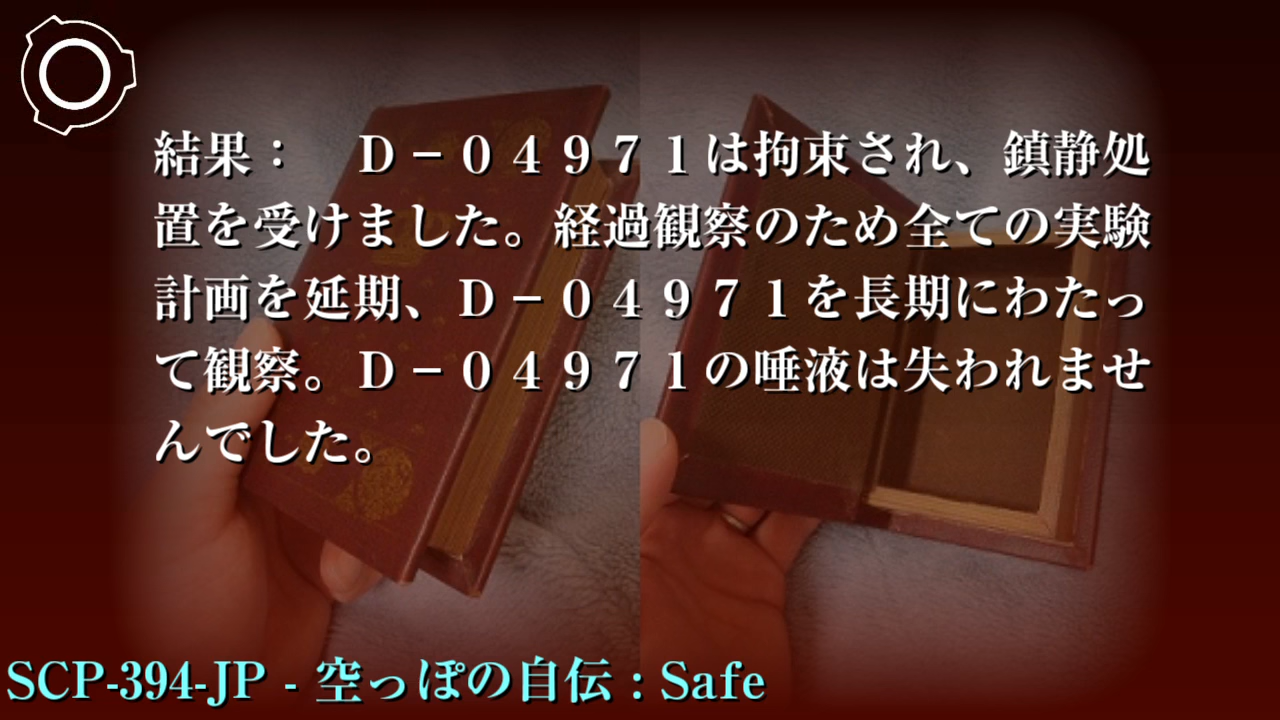 結果：　Ｄ－０４９７１は拘束され、鎮静処
置を受けました。経過観察のため全ての実験
計画を延期、Ｄ－０４９７１を長期にわたっ
て観察。Ｄ－０４９７１の唾液は失われませ
んでした。
SCP-394-JP - 空っぽの自伝 : Safe